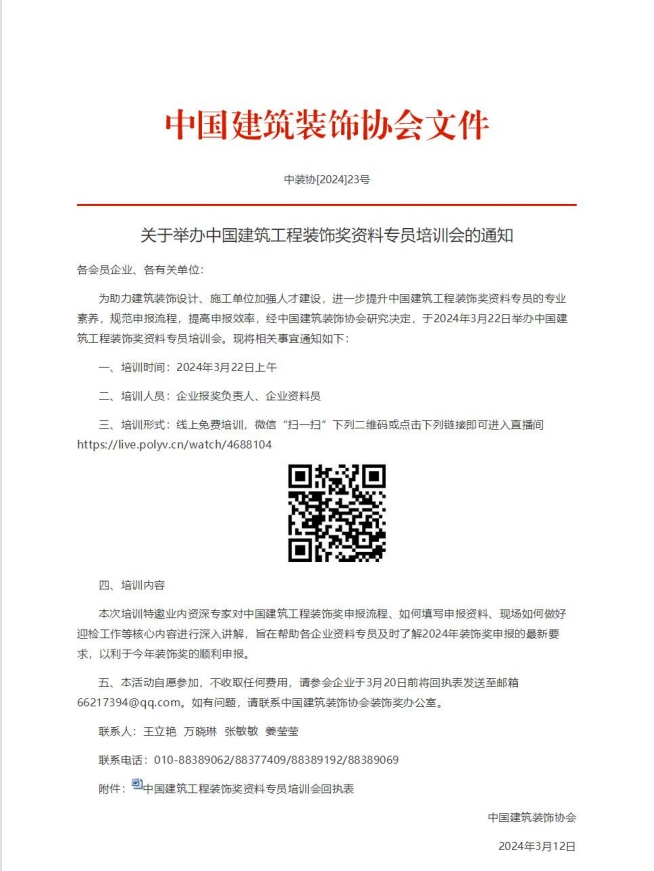 中国建筑装饰协会文件
中装协[2024]23号
关于举办中国建筑工程装饰奖资料专员培训会的通知
各会员企业、各有关单位：
为助力建筑装饰设计、施工单位加强人才建设，进一步提升中国建筑工程装饰奖资料专员的专业
素养，规范申报流程，提高申报效率，经中国建筑装饰协会研究决定，于2024年3月22日举办中国建
筑工程装饰奖资料专员培训会。现将相关事宜通知如下：
一、培训时间：2024年3月22日上午
二、培训人员：企业报奖负责人、企业资料员
三、培训形式：线上免费培训，微信“扫一扫”下列二维码或点击下列链接即可进入直播间
https://live.polyv.cn/watch/4688104
四、培训内容
本次培训特邀业内资深专家对中国建筑工程装饰奖申报流程、如何填写申报资料、现场如何做好
迎检工作等核心内容进行深入讲解，旨在帮助各企业资料专员及时了解2024年装饰奖申报的最新要
求，以利于今年装饰奖的顺利申报。
五、本活动自愿参加，不收取任何费用，请参会企业于3月20日前将回执表发送至邮箱
66217394@qq.com。如有问题，请联系中国建筑装饰协会装饰奖办公室。
联系人：王立艳 万晓琳 张敏敏 姜莹莹
联系电话：010-88389062/88377409/88389192/88389069
附件：中国建筑工程装饰奖资料专员培训会回执表
中国建筑装饰协会
2024年3月12日